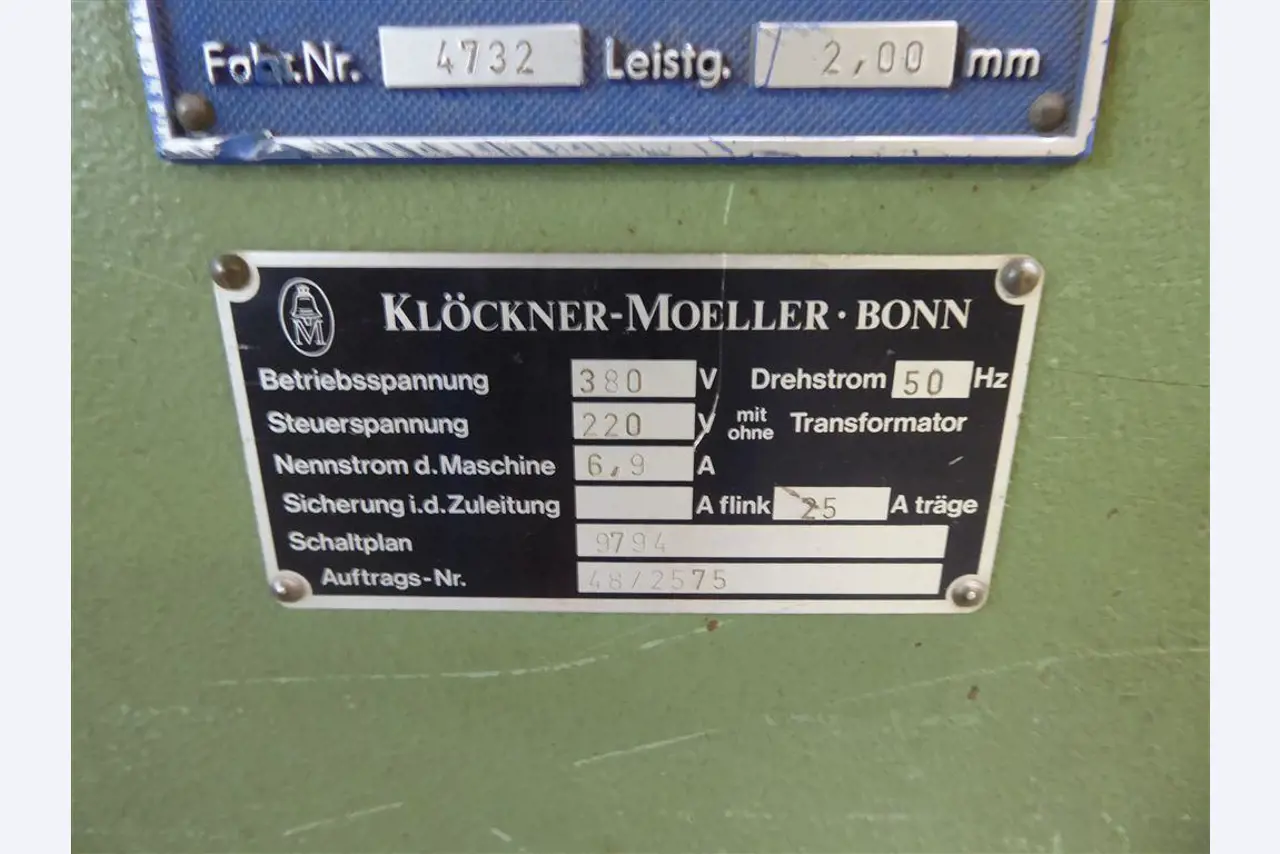 Fabr.Nr. 4732 Leistg. 2,00 mm
M
KLÖCKNER-MOELLER · BONN
Betriebsspannung 380 V Drehstrom 50 Hz
Steuerspannung 220 V mit ohne Transformator
Nennstrom d. Maschine 6,9 A
Sicherung i.d. Zuleitung A flink 25 A träge
Schaltplan 9794
Auftrags-Nr. 48/2575